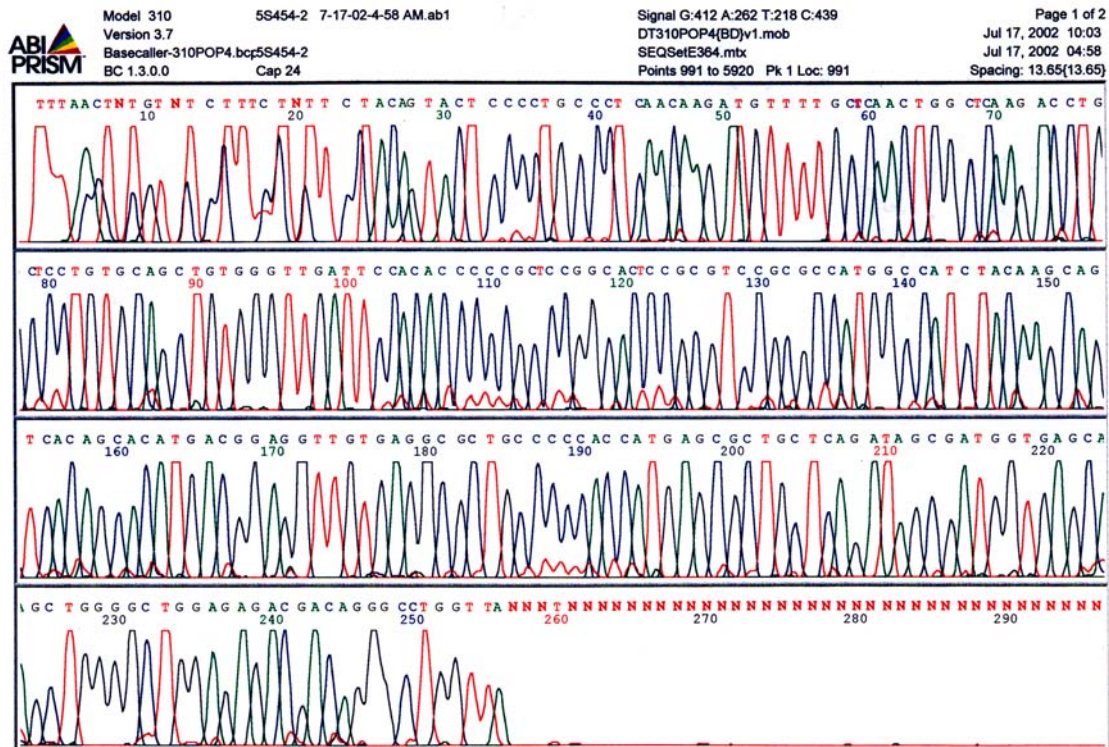 ABI PRISM
Model 310
Version 3.7
Basecaller-310POP4.bcp5S454-2
BC 1.3.0.0 Cap 24
5S454-2 7-17-02-4-58 AM.ab1
Signal G:412 A:262 T:218 C:439
DT310POP4{BD}v1.mob
SEQSetE364.mtx
Points 991 to 5920 Pk 1 Loc: 991
Page 1 of 2
Jul 17, 2002 10:03
Jul 17, 2002 04:58
Spacing: 13.65{13.65}
TTTAACTNTGTNTCTTTCTNTTCTACAGTACTCCCCTGCCCTCAACAAGATGTTTTGCTCAACTGGCTCAAGACCTG
10 20 30 40 50 60 70
CTCCTGTGCAGCTGTGGGTTGATTCCACACCCCCGCTCCGGCACTCCGCGTCCGCGCCATGGCCATCTACAAGCAG
80 90 100 110 120 130 140 150
TCACAGCACATGACGGAGGTTGTGAGGCGCTGCCCCCACCATGAGCGCTGCTCAGATAGCGATGGTGAGCA
160 170 180 190 200 210 220
AGCTGGGGCTGGAGAGACGACAGGGCCTGGTTANNNTNNNNNNNNNNNNNNNNNNNNNNNNNNNNNNNNNNN
230 240 250 260 270 280 290